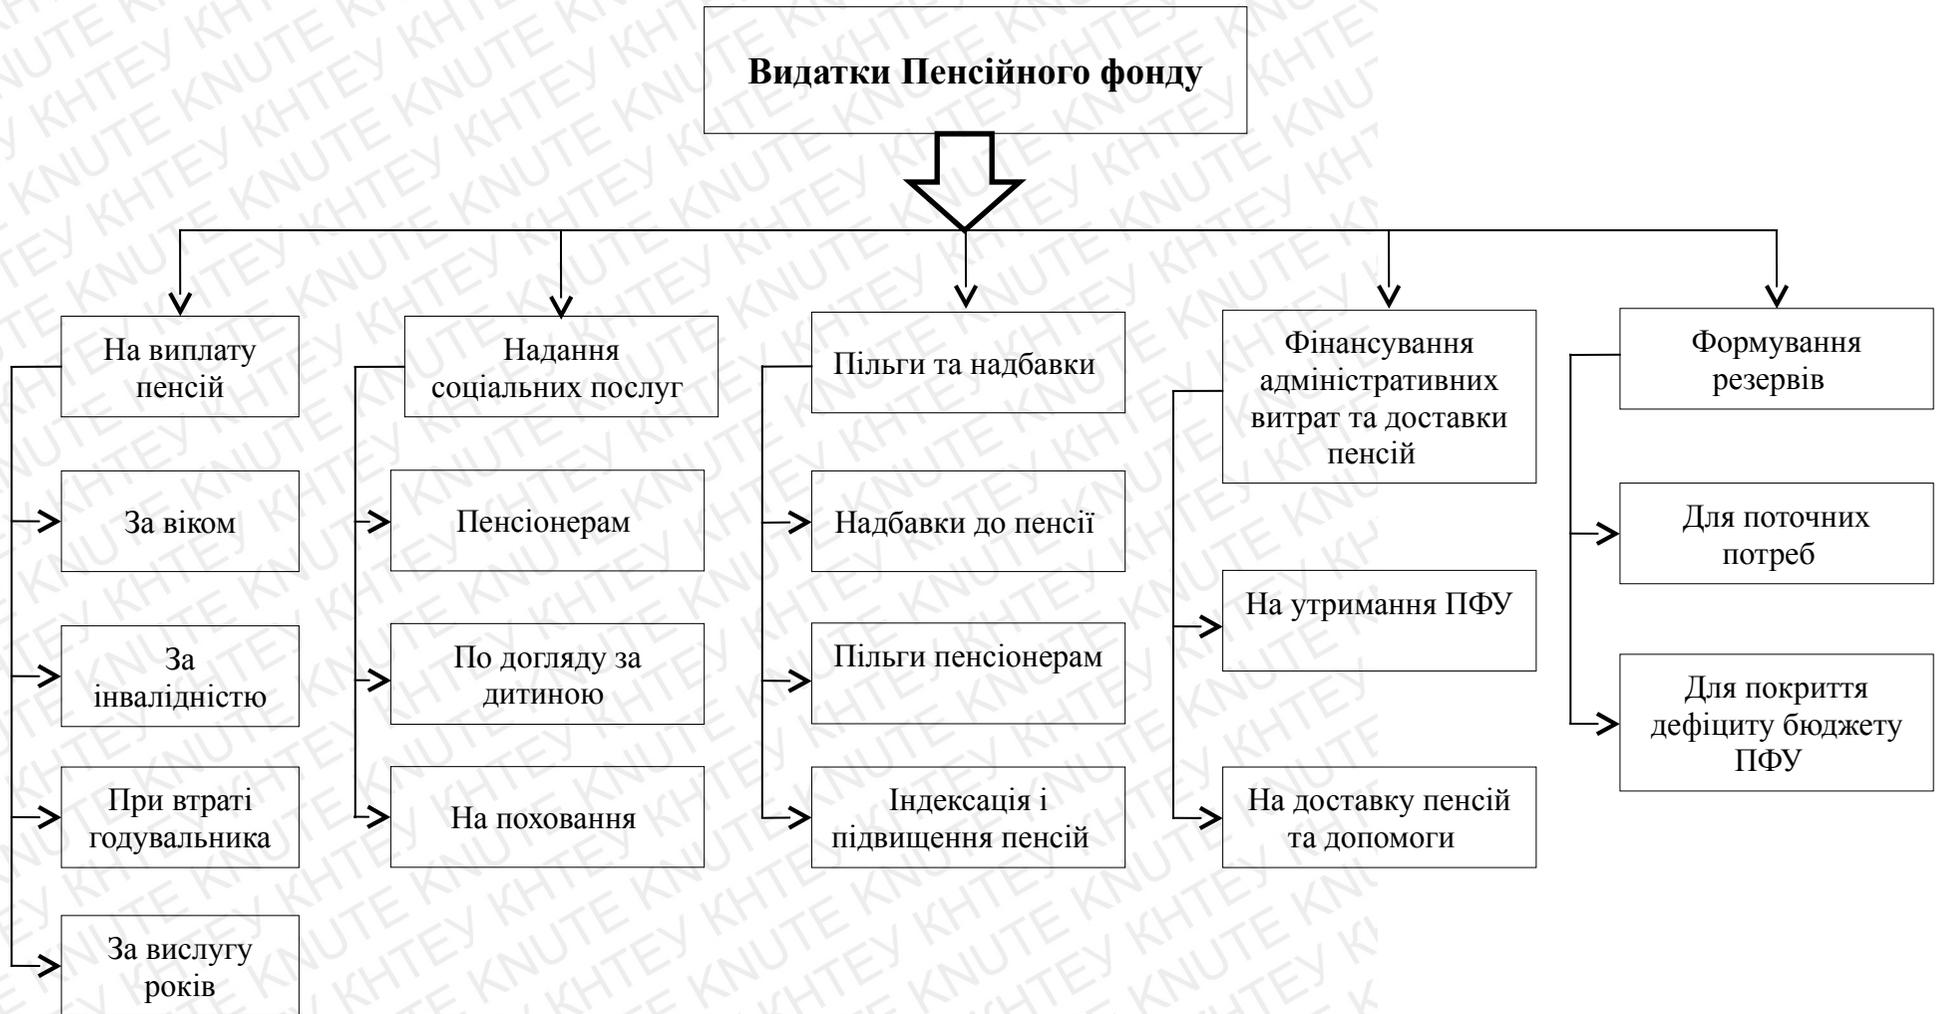 Видатки Пенсійного фонду
На виплату
пенсій
За віком
За
інвалідністю
При втраті
годувальника
За вислугу
років
Надання
соціальних послуг
Пенсіонерам
По догляду за
дитиною
На поховання
Пільги та надбавки
Надбавки до пенсії
Пільги пенсіонерам
Індексація і
підвищення пенсій
Фінансування
адміністративних
витрат та доставки
пенсій
На утримання ПФУ
На доставку пенсій
та допомоги
Формування
резервів
Для поточних
потреб
Для покриття
дефіциту бюджету
ПФУ
KNUTE КНТЕУ